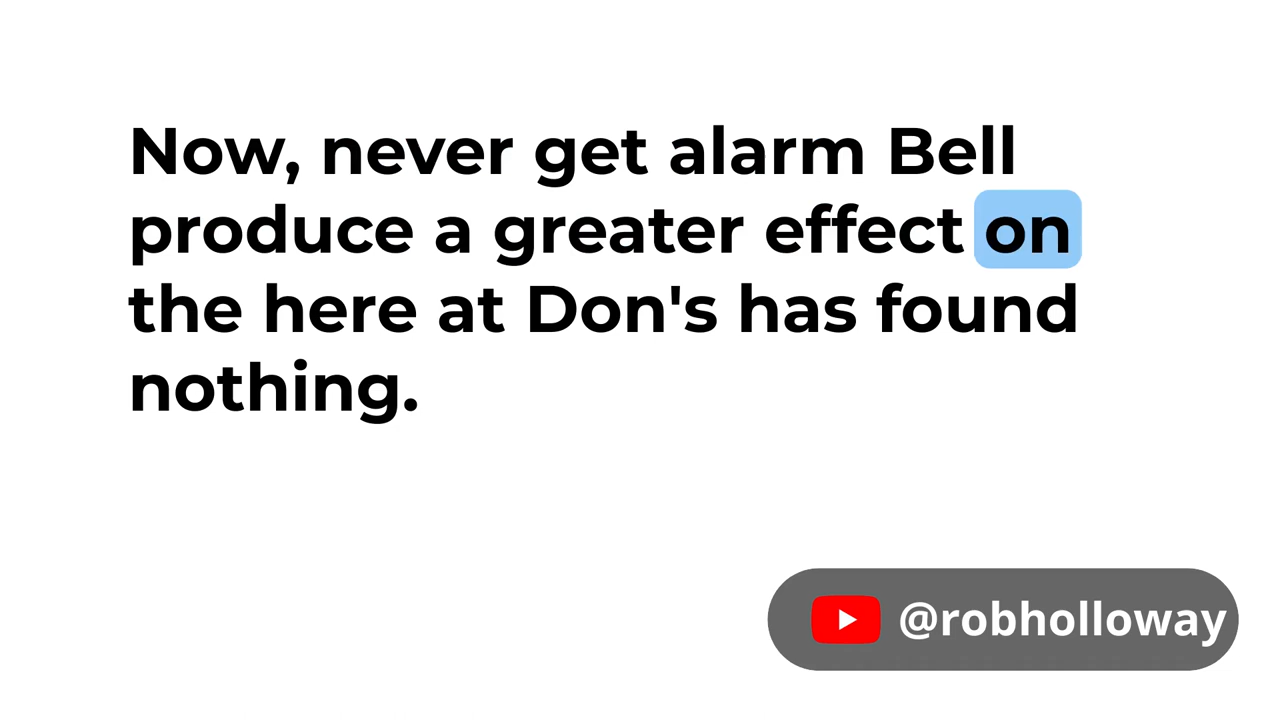 Now, never get alarm Bell
produce a greater effect on
the here at Don's has found
nothing.
@robholloway